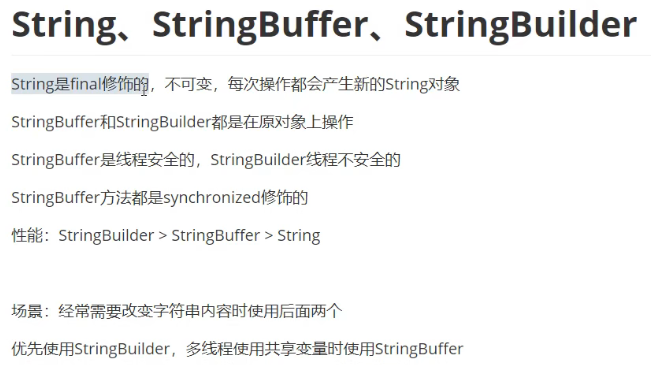 String、StringBuffer、StringBuilder
String是final修饰的，不可变，每次操作都会产生新的String对象
StringBuffer和StringBuilder都是在原对象上操作
StringBuffer是线程安全的，StringBuilder线程不安全的
StringBuffer方法都是synchronized修饰的
性能：StringBuilder > StringBuffer > String
场景：经常需要改变字符串内容时使用后面两个
优先使用StringBuilder，多线程使用共享变量时使用StringBuffer